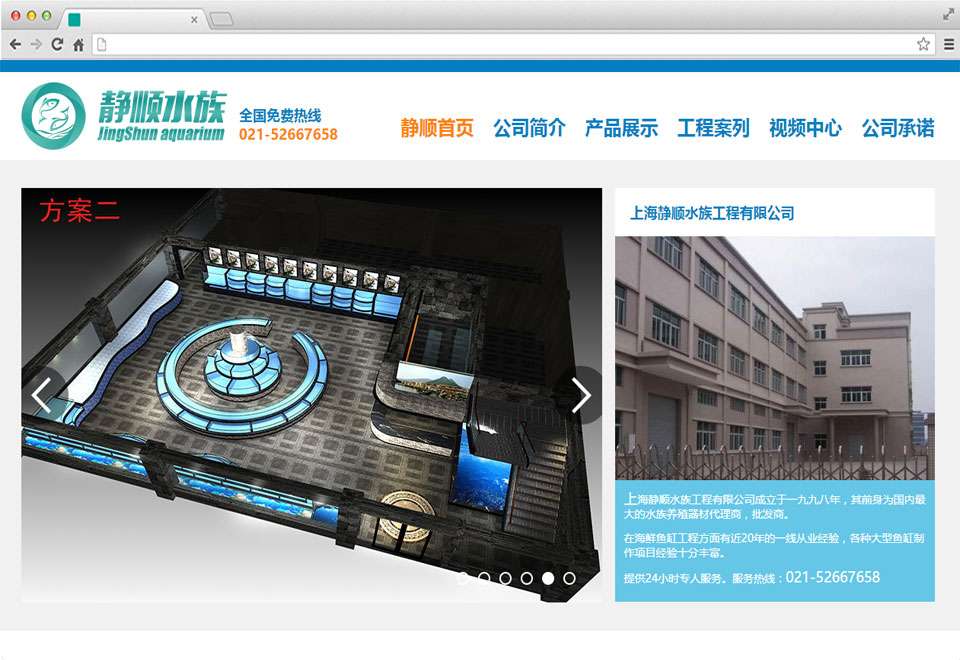 静顺水族
JingShun aquarium
全国免费热线
021-52667658
静顺首页 公司简介 产品展示 工程案列 视频中心 公司承诺
方案二
上海静顺水族工程有限公司
上海静顺水族工程有限公司成立于一九九八年，其前身为国内最
大的水族养殖器材代理商，批发商。
在海鲜鱼缸工程方面有近20年的一线从业经验，各种大型鱼缸制
作项目经验十分丰富。
提供24小时专人服务。服务热线：021-52667658